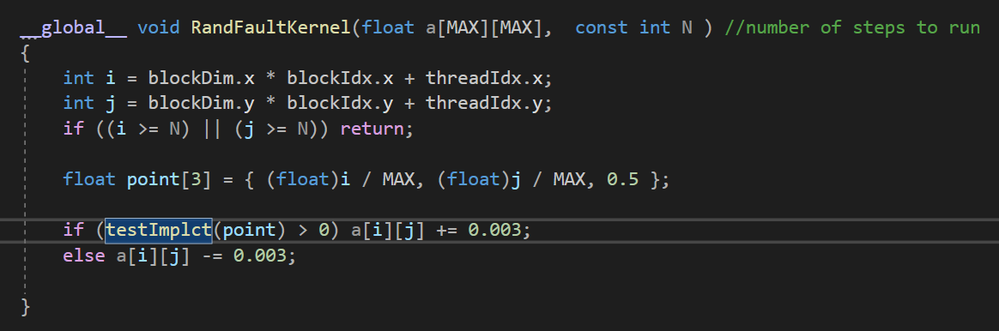 __global__ void RandFaultKernel(float a[MAX][MAX],  const int N ) //number of steps to run
{
    int i = blockDim.x * blockIdx.x + threadIdx.x;
    int j = blockDim.y * blockIdx.y + threadIdx.y;
    if ((i >= N) || (j >= N)) return;

    float point[3] = { (float)i / MAX, (float)j / MAX, 0.5 };

    if (testImplct(point) > 0) a[i][j] += 0.003;
    else a[i][j] -= 0.003;

}